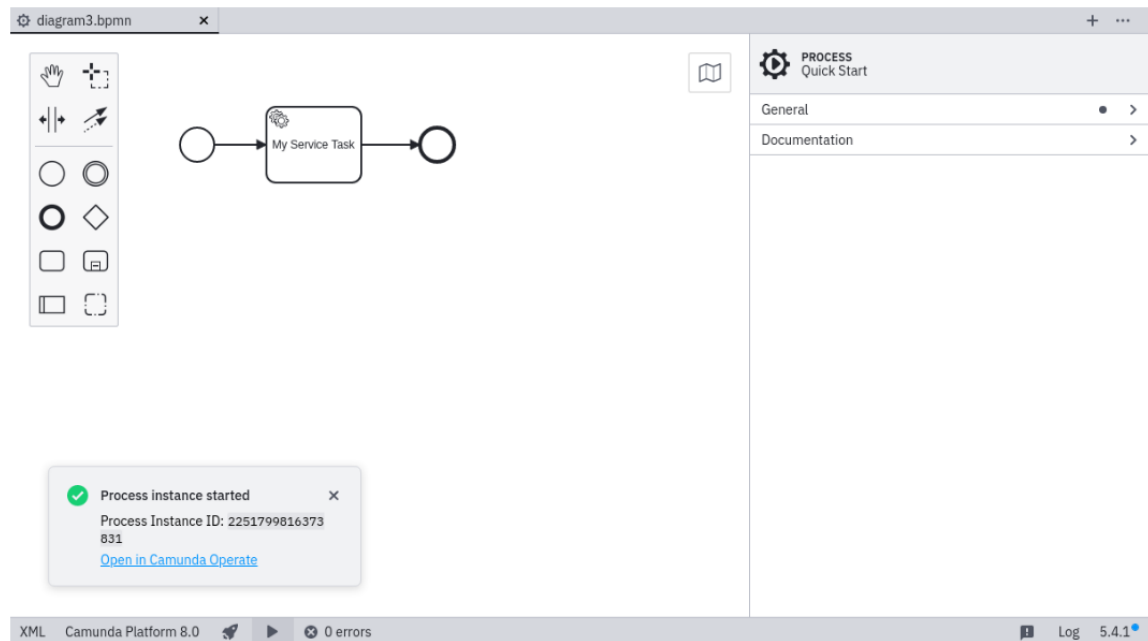 diagram3.bpmn
PROCESS
Quick Start
General
Documentation
My Service Task
Process instance started
Process Instance ID: 2251799816373
831
Open in Camunda Operate
XML Camunda Platform 8.0 0 errors Log 5.4.1